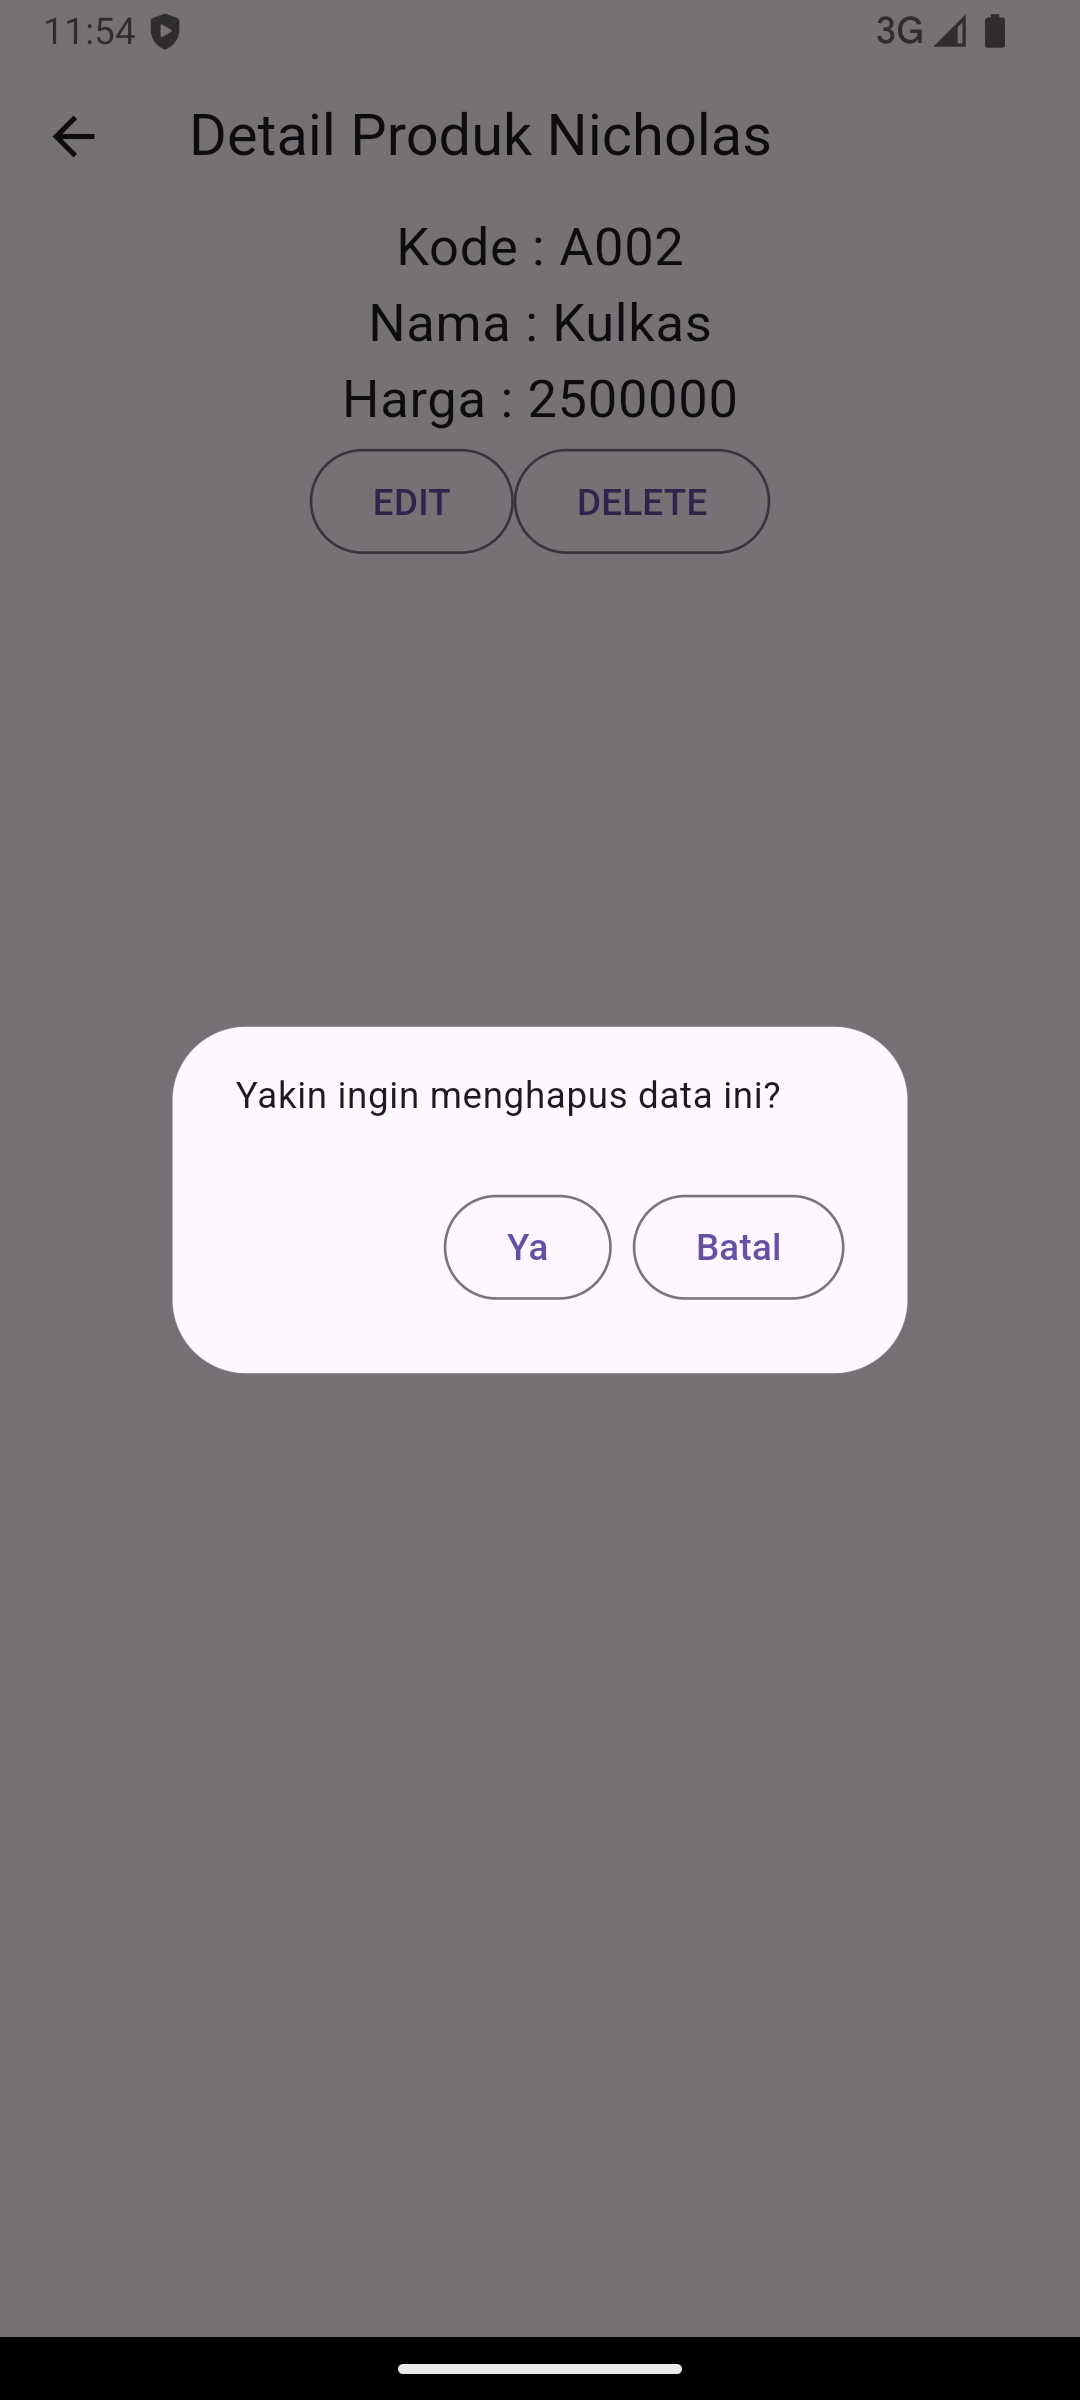 11:54 3G
Detail Produk Nicholas
Kode : A002
Nama : Kulkas
Harga : 2500000
EDIT DELETE
Yakin ingin menghapus data ini?
Ya Batal